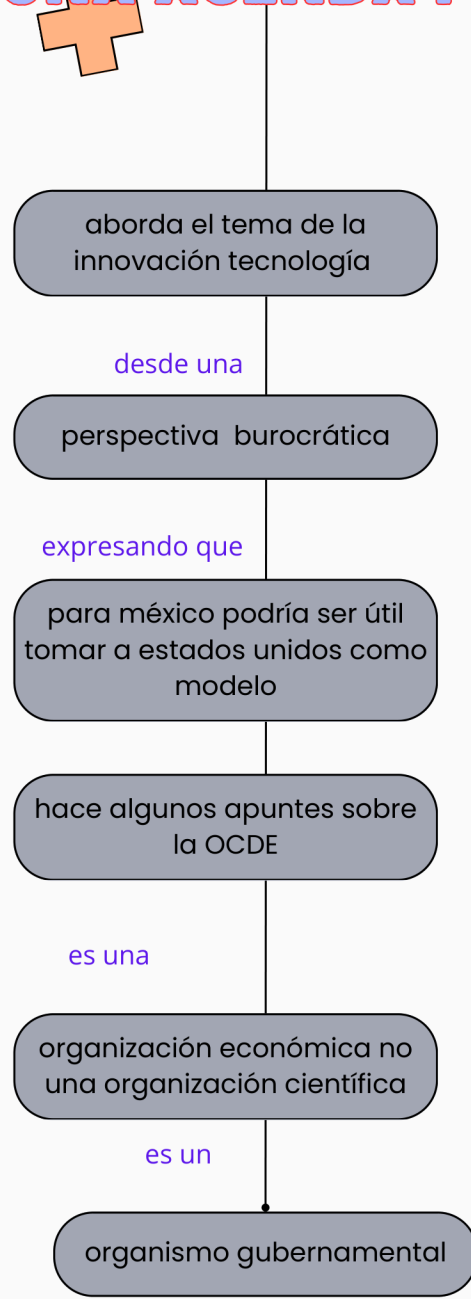 aborda el tema de la
innovación tecnología
desde una
perspectiva burocrática
expresando que
para méxico podría ser útil
tomar a estados unidos como
modelo
hace algunos apuntes sobre
la OCDE
es una
organización económica no
una organización científica
es un
organismo gubernamental